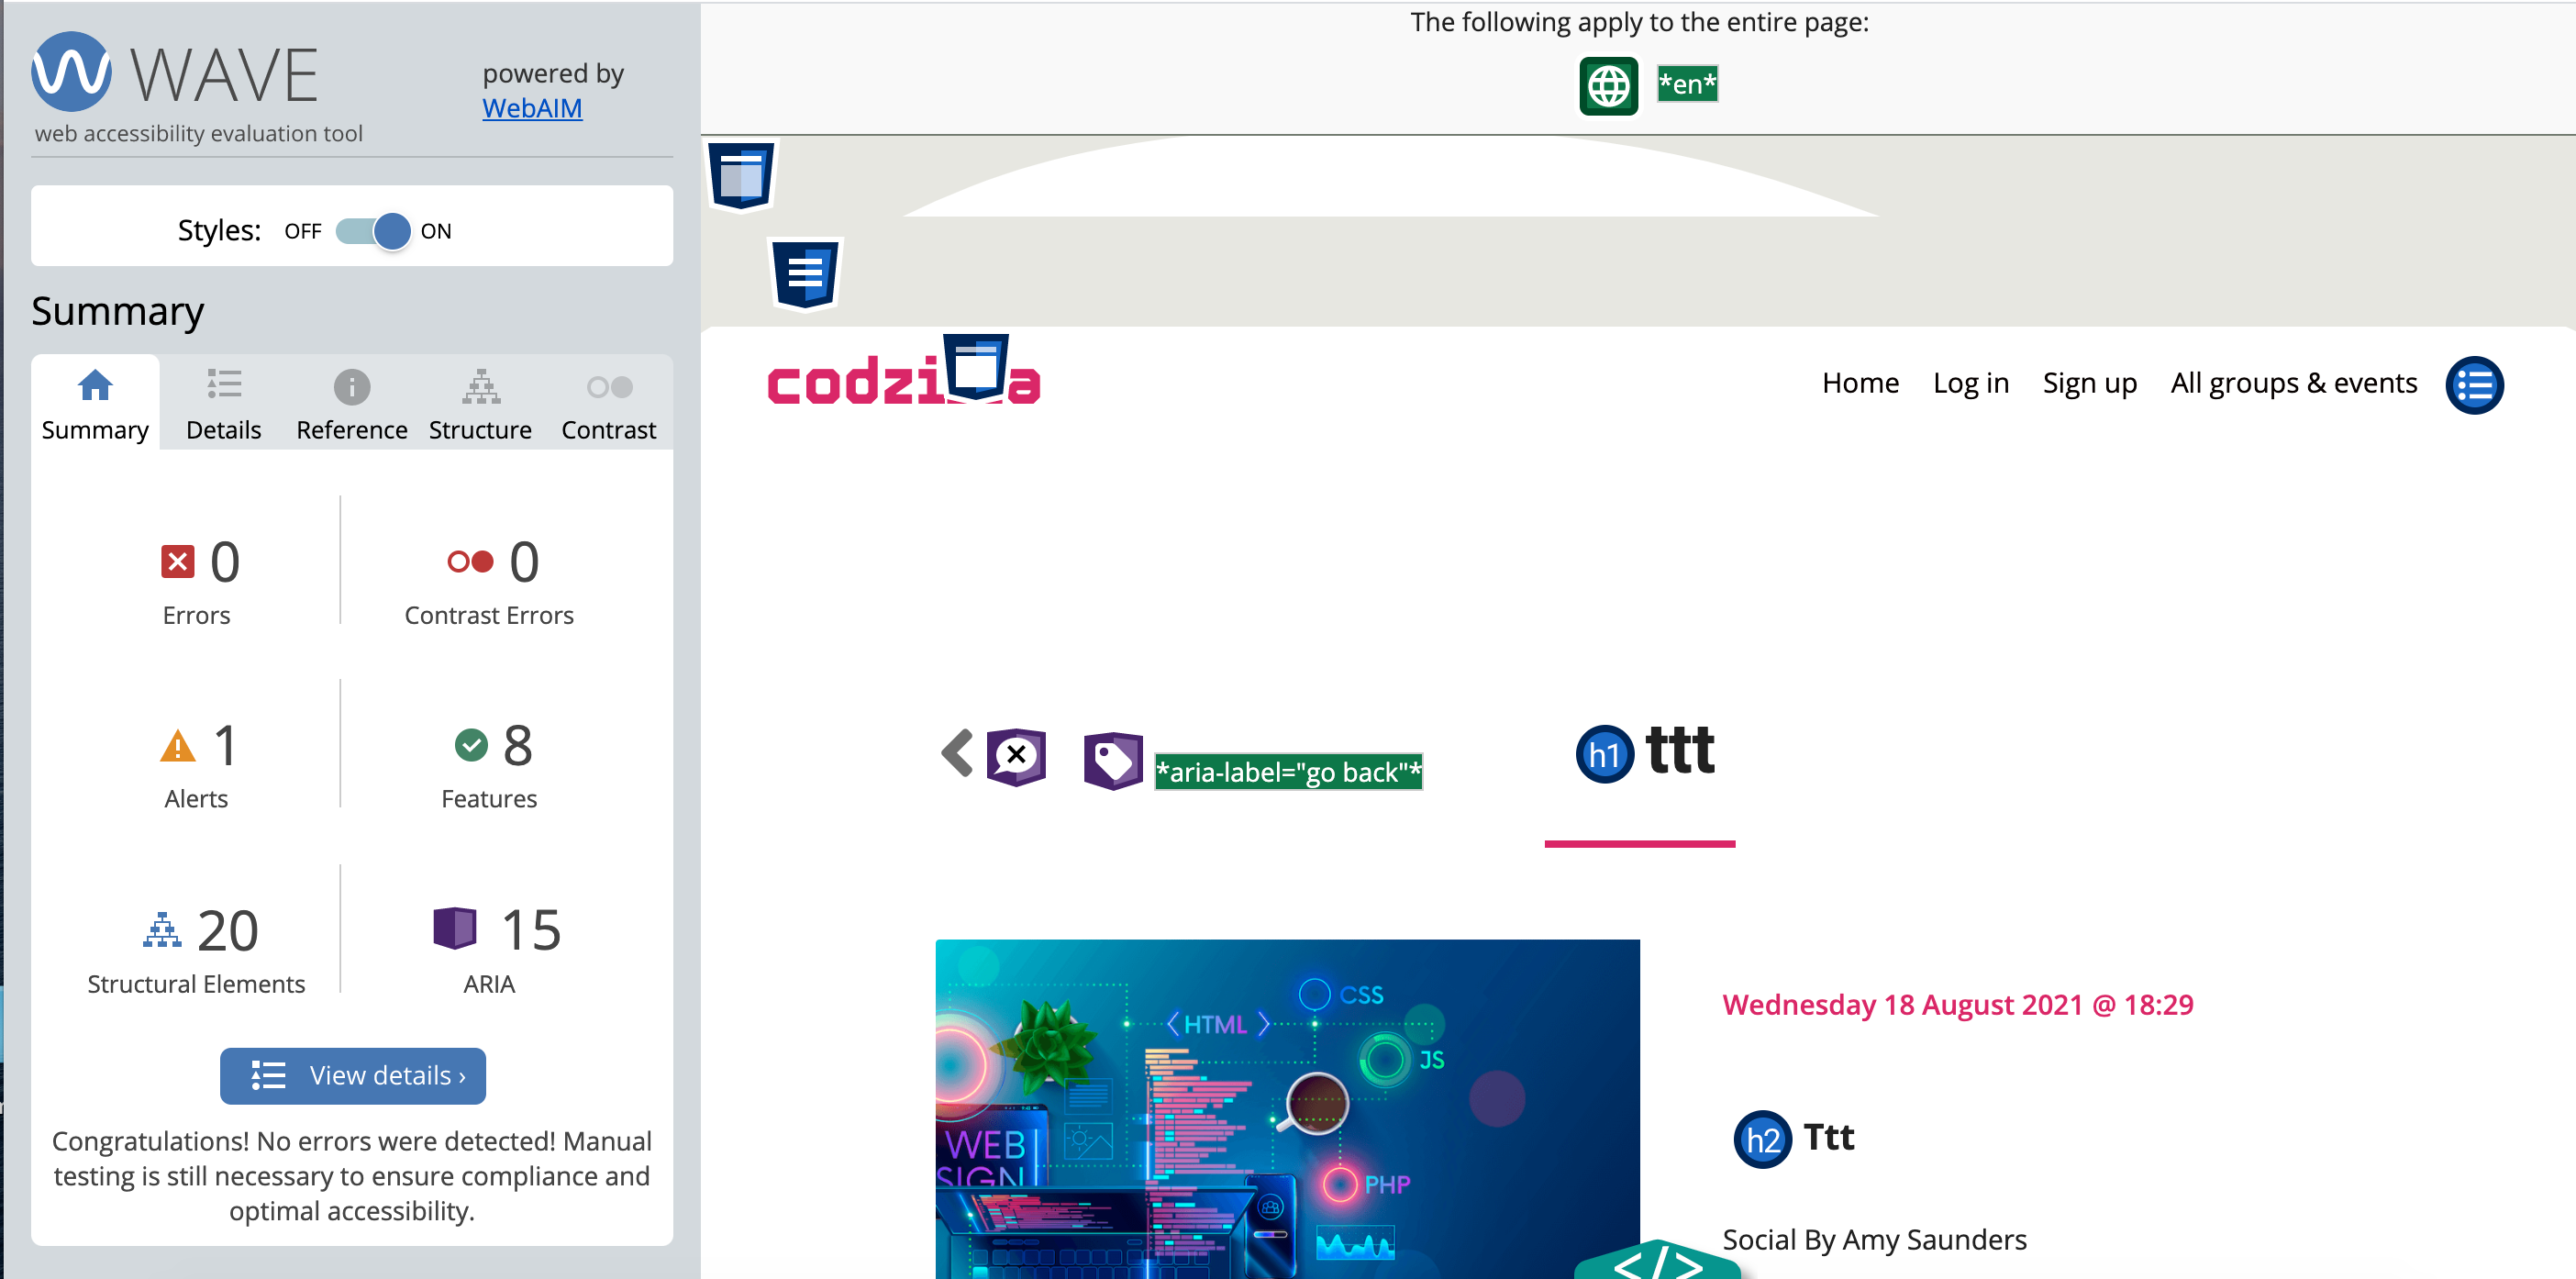 WAVE
powered by
WebAIM
web accessibility evaluation tool
Styles: OFF ON
Summary
Summary Details Reference Structure Contrast
0
Errors
0
Contrast Errors
1
Alerts
8
Features
20
Structural Elements
15
ARIA
View details ›
Congratulations! No errors were detected! Manual
testing is still necessary to ensure compliance and
optimal accessibility.
The following apply to the entire page:
*en*
Home Log in Sign up All groups & events
*aria-label="go back"*
h1 ttt
CSS
< HTML >
JS
WEB
SIGN
PHP
Wednesday 18 August 2021 @ 18:29
h2 Ttt
Social By Amy Saunders
</>